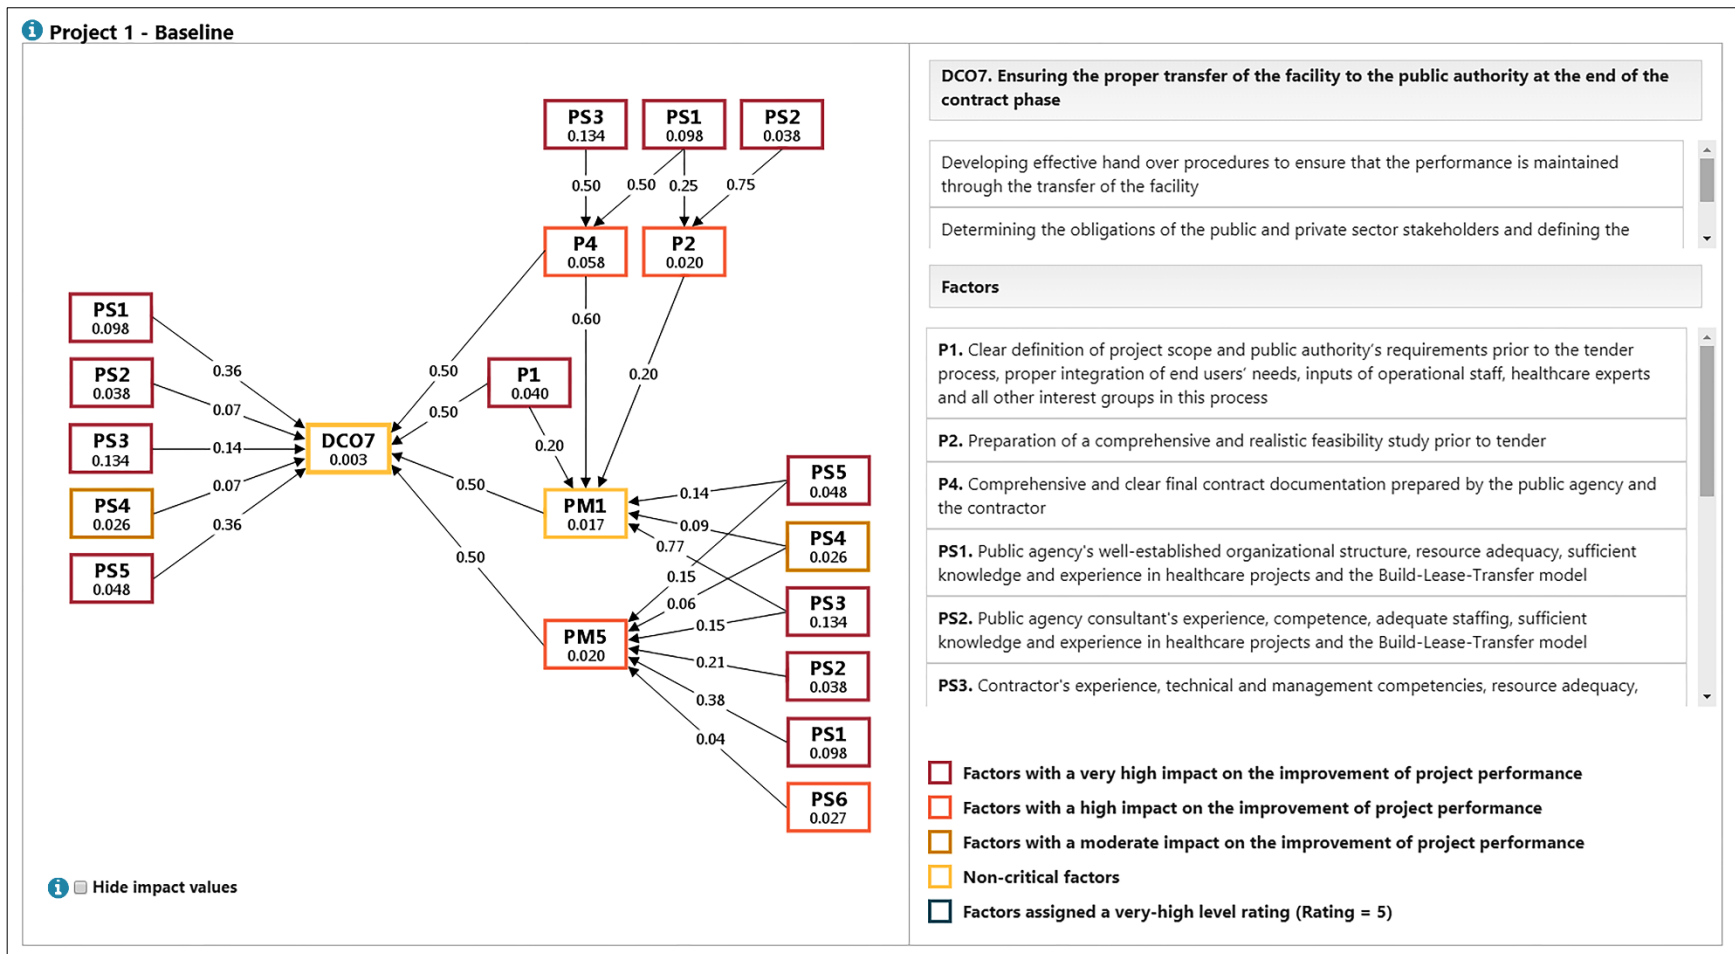 Project 1 - Baseline
PS3
0.134
PS1
0.098
PS2
0.038
0.50
0.50
0.25
0.75
P4
0.058
P2
0.020
PS1
0.098
PS2
0.038
PS3
0.134
PS4
0.026
PS5
0.048
0.36
0.07
0.14
0.07
0.36
DCO7
0.003
0.50
0.50
0.50
0.50
P1
0.040
0.60
0.20
0.20
PM1
0.017
PM5
0.020
0.14
0.09
0.77
0.15
0.06
0.15
0.21
0.38
0.04
PS5
0.048
PS4
0.026
PS3
0.134
PS2
0.038
PS1
0.098
PS6
0.027
Hide impact values
DCO7. Ensuring the proper transfer of the facility to the public authority at the end of the
contract phase
Developing effective hand over procedures to ensure that the performance is maintained
through the transfer of the facility
Determining the obligations of the public and private sector stakeholders and defining the
Factors
P1. Clear definition of project scope and public authority's requirements prior to the tender
process, proper integration of end users' needs, inputs of operational staff, healthcare experts
and all other interest groups in this process
P2. Preparation of a comprehensive and realistic feasibility study prior to tender
P4. Comprehensive and clear final contract documentation prepared by the public agency and
the contractor
PS1. Public agency's well-established organizational structure, resource adequacy, sufficient
knowledge and experience in healthcare projects and the Build-Lease-Transfer model
PS2. Public agency consultant's experience, competence, adequate staffing, sufficient
knowledge and experience in healthcare projects and the Build-Lease-Transfer model
PS3. Contractor's experience, technical and management competencies, resource adequacy,
Factors with a very high impact on the improvement of project performance
Factors with a high impact on the improvement of project performance
Factors with a moderate impact on the improvement of project performance
Non-critical factors
Factors assigned a very-high level rating (Rating = 5)